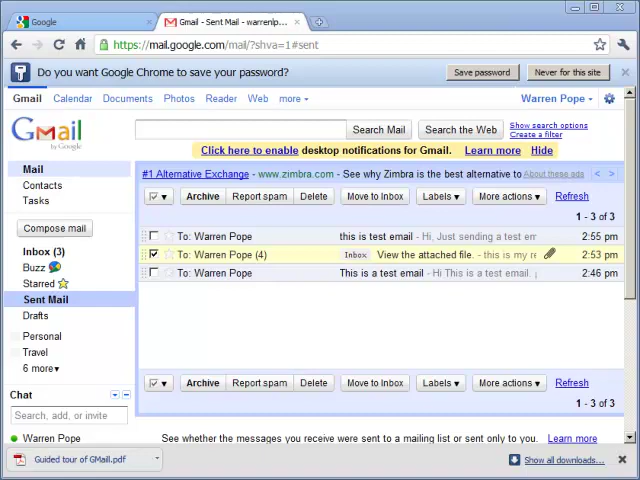 Google
Gmail - Sent Mail - warrenlp...
https://mail.google.com/mail/?shva=1#sent
Do you want Google Chrome to save your password?
Save password
Never for this site
Gmail Calendar Documents Photos Reader Web more
Warren Pope
Gmail
by Google
Search Mail
Search the Web
Show search options
Create a filter
Click here to enable desktop notifications for Gmail. Learn more Hide
Mail
Contacts
Tasks
Compose mail
Inbox (3)
Buzz
Starred
Sent Mail
Drafts
Personal
Travel
6 more
Chat
Search, add, or invite
Warren Pope
#1 Alternative Exchange - www.zimbra.com - See why Zimbra is the best alternative to
About these ads < >
Archive Report spam Delete Move to Inbox Labels More actions Refresh
1 - 3 of 3
To: Warren Pope this is test email - Hi, Just sending a test em 2:55 pm
To: Warren Pope (4) Inbox View the attached file. - this is my re 2:53 pm
To: Warren Pope This is a test email - Hi This is a test email. 2:46 pm
Archive Report spam Delete Move to Inbox Labels More actions Refresh
1 - 3 of 3
See whether the messages you receive were sent to a mailing list or sent only to you. Learn more
Guided tour of GMail.pdf
Show all downloads...